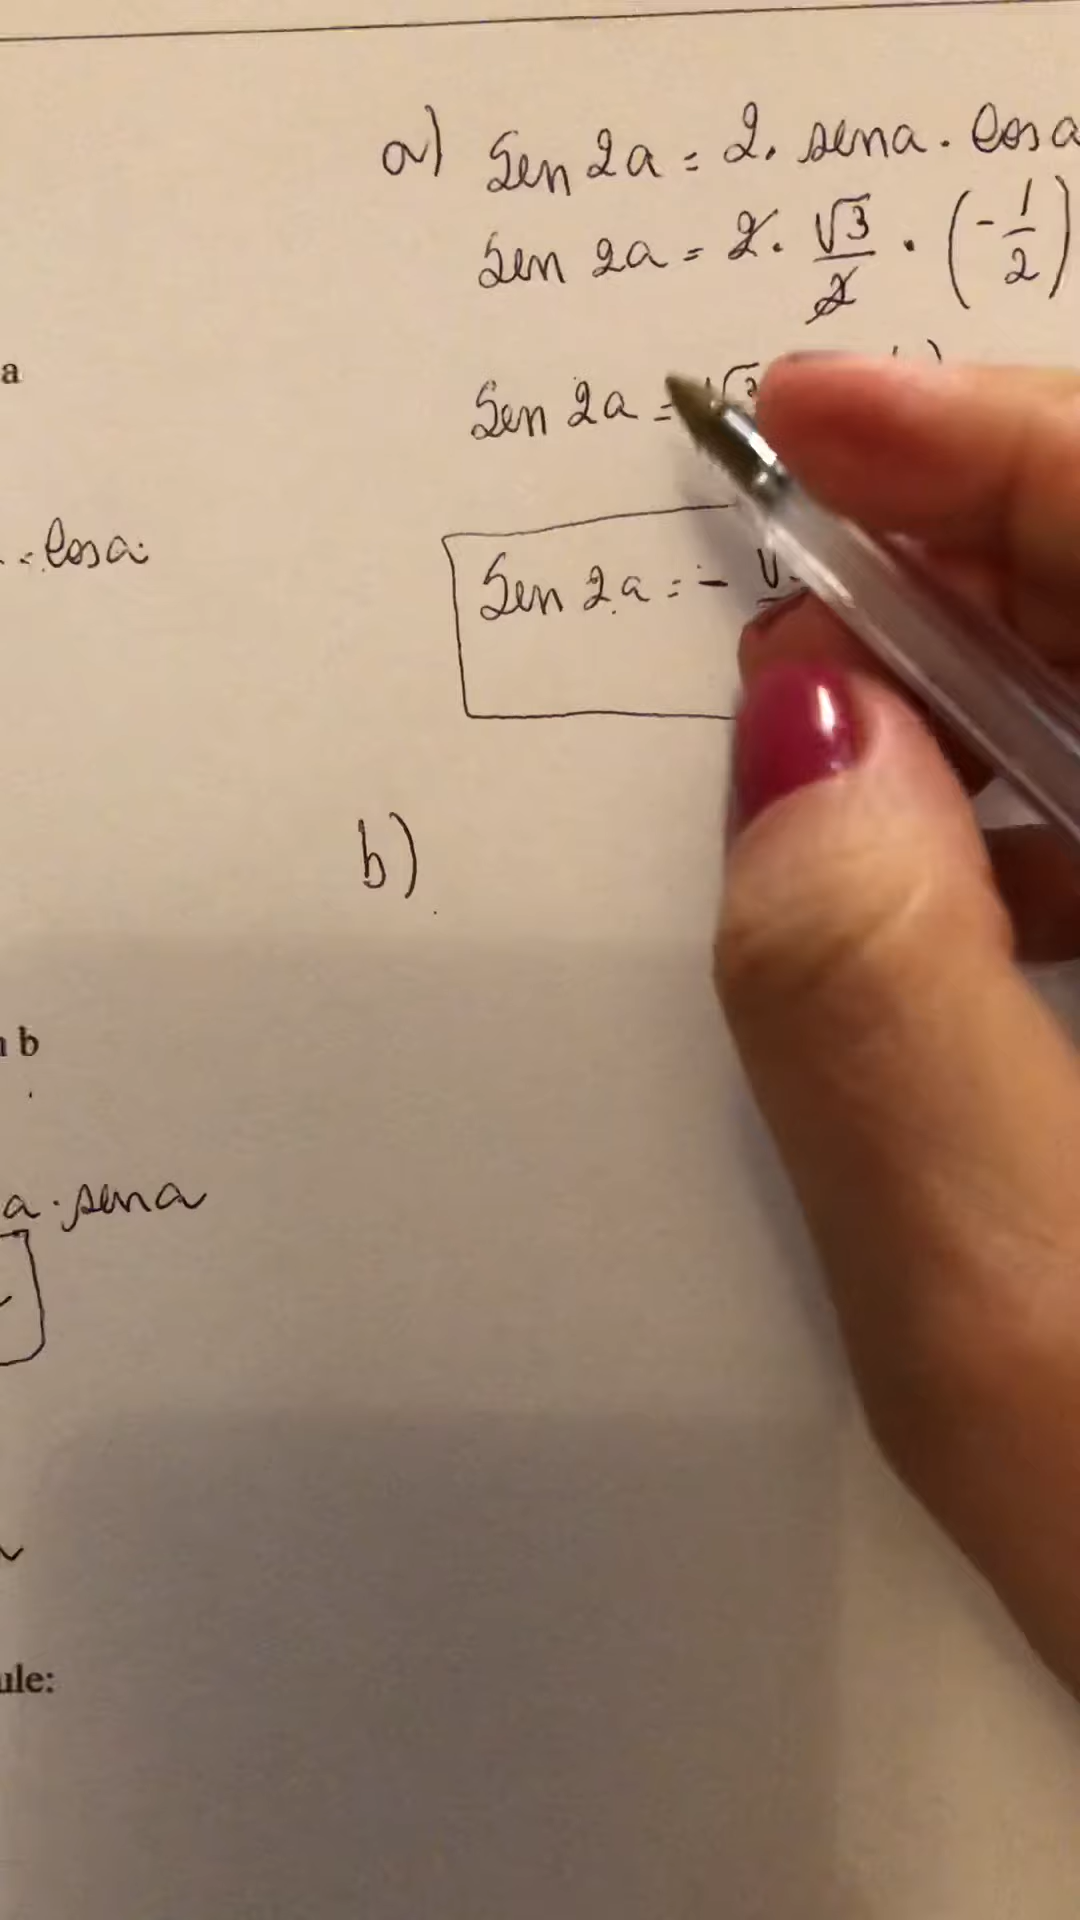 a) Sen 2a = 2. sena. Cosa
Sen 2a = 2. √3/2 . (-1/2)
a
Sen 2a = √3
. Cosa
Sen 2a = - √
b)
b
a. sena
ule: